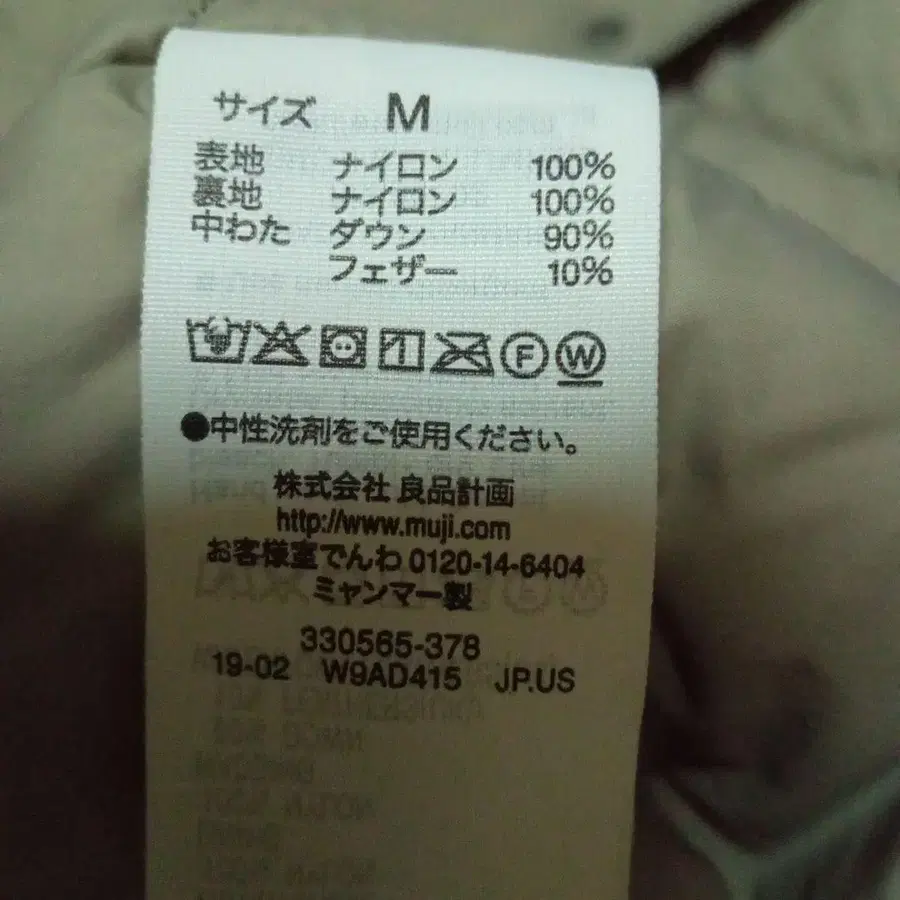 サイズ M
表地 ナイロン 100%
裏地 ナイロン 100%
中わた ダウン 90%
フェザー 10%
F W
●中性洗剤をご使用ください。
株式会社 良品計画
http://www.muji.com
お客様室でんわ 0120-14-6404
ミャンマー製
330565-378
19-02 W9AD415 JP.US